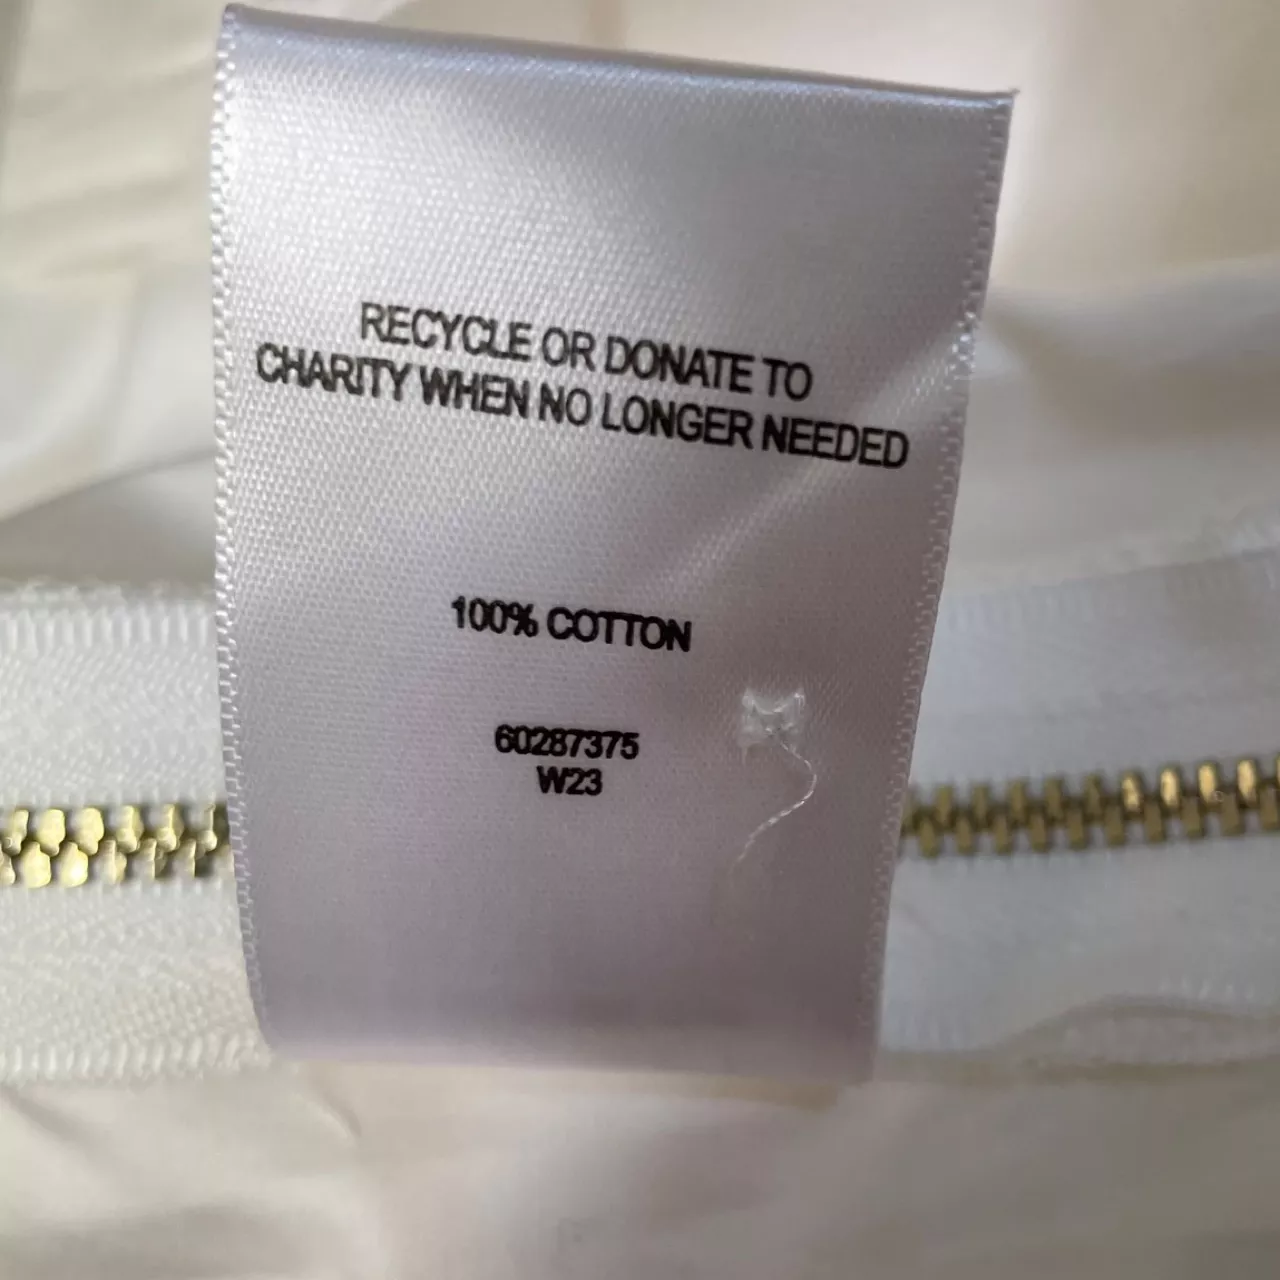 RECYCLE OR DONATE TO
CHARITY WHEN NO LONGER NEEDED
100% COTTON
60287375
W23